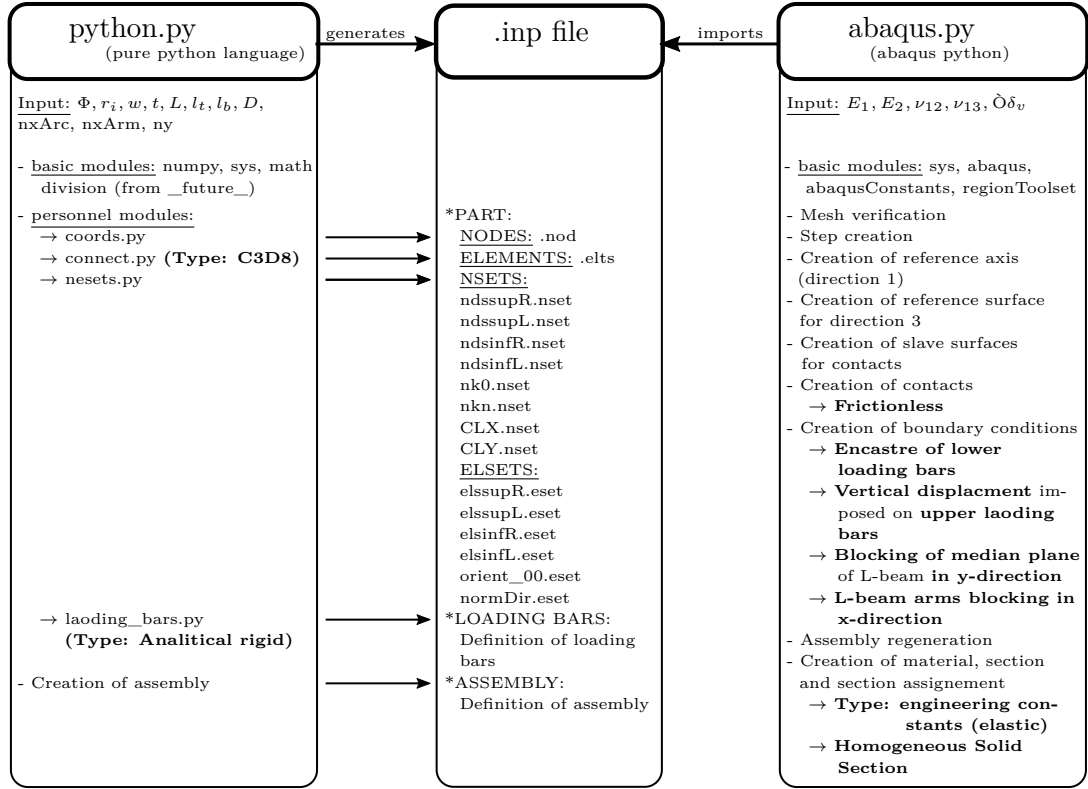 python.py
(pure python language)
generates
.inp file
imports
abaqus.py
(abaqus python)
Input: Φ, r_i, w, t, L, l_t, l_b, D,
nxArc, nxArm, ny
- basic modules: numpy, sys, math
division (from _future_)
- personnel modules:
→ coords.py
→ connect.py (Type: C3D8)
→ nesets.py
→ laoding_bars.py
(Type: Analitical rigid)
- Creation of assembly
*PART:
NODES: .nod
ELEMENTS: .elts
NSETS:
ndssupR.nset
ndssupL.nset
ndsinfR.nset
ndsinfL.nset
nk0.nset
nkn.nset
CLX.nset
CLY.nset
ELSETS:
elssupR.eset
elssupL.eset
elsinfR.eset
elsinfL.eset
orient_00.eset
normDir.eset
*LOADING BARS:
Definition of loading
bars
*ASSEMBLY:
Definition of assembly
Input: E_1, E_2, ν_12, ν_13, Òδ_v
- basic modules: sys, abaqus,
abaqusConstants, regionToolset
- Mesh verification
- Step creation
- Creation of reference axis
(direction 1)
- Creation of reference surface
for direction 3
- Creation of slave surfaces
for contacts
- Creation of contacts
→ Frictionless
- Creation of boundary conditions
→ Encastre of lower
loading bars
→ Vertical displacment im-
posed on upper laoding
bars
→ Blocking of median plane
of L-beam in y-direction
→ L-beam arms blocking in
x-direction
- Assembly regeneration
- Creation of material, section
and section assignement
→ Type: engineering con-
stants (elastic)
→ Homogeneous Solid
Section